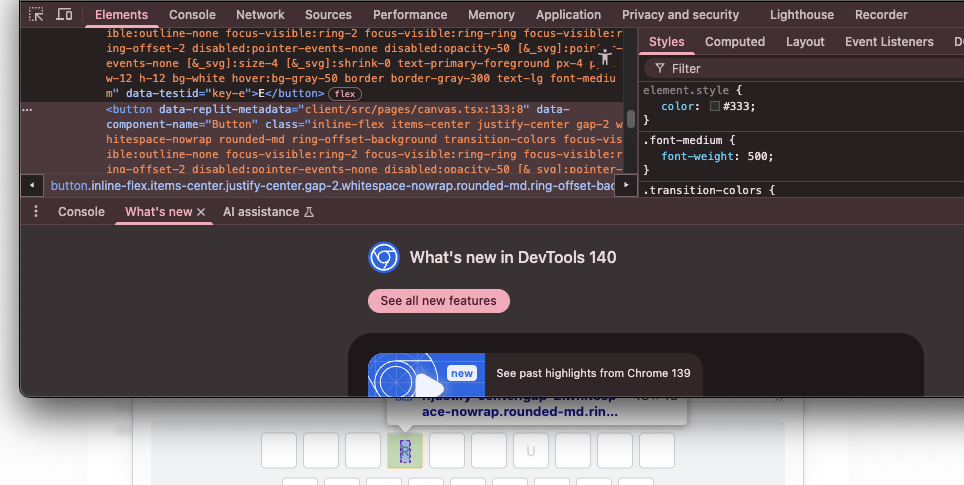 Elements Console Network Sources Performance Memory Application Privacy and security Lighthouse Recorder
ible:outline-none focus-visible:ring-2 focus-visible:ring-ring focus-visible:r
ing-offset-2 disabled:pointer-events-none disabled:opacity-50 [&_svg]:point
events-none [&_svg]:size-4 [&_svg]:shrink-0 text-primary-foreground px-4 p
w-12 h-12 bg-white hover:bg-gray-50 border border-gray-300 text-lg font-mediu
m" data-testid="key-e">E</button> flex
<button data-replit-metadata="client/src/pages/canvas.tsx:133:8" data-
component-name="Button" class="inline-flex items-center justify-center gap-2 w
hitespace-nowrap rounded-md ring-offset-background transition-colors focus-vis
ible:outline-none focus-visible:ring-2 focus-visible:ring-ring focus-visible:r
ing-offset-2 disabled:pointer-events-none disabled:opacity-50 [&_svg]:pointer-
button.inline-flex.items-center.justify-center.gap-2.whitespace-nowrap.rounded-md.ring-offset-bac
Styles Computed Layout Event Listeners
Filter
element.style {
color: #333;
}
.font-medium {
font-weight: 500;
}
.transition-colors {
Console What's new AI assistance
What's new in DevTools 140
See all new features
new See past highlights from Chrome 139
ace-nowrap.rounded-md.rin...
R U